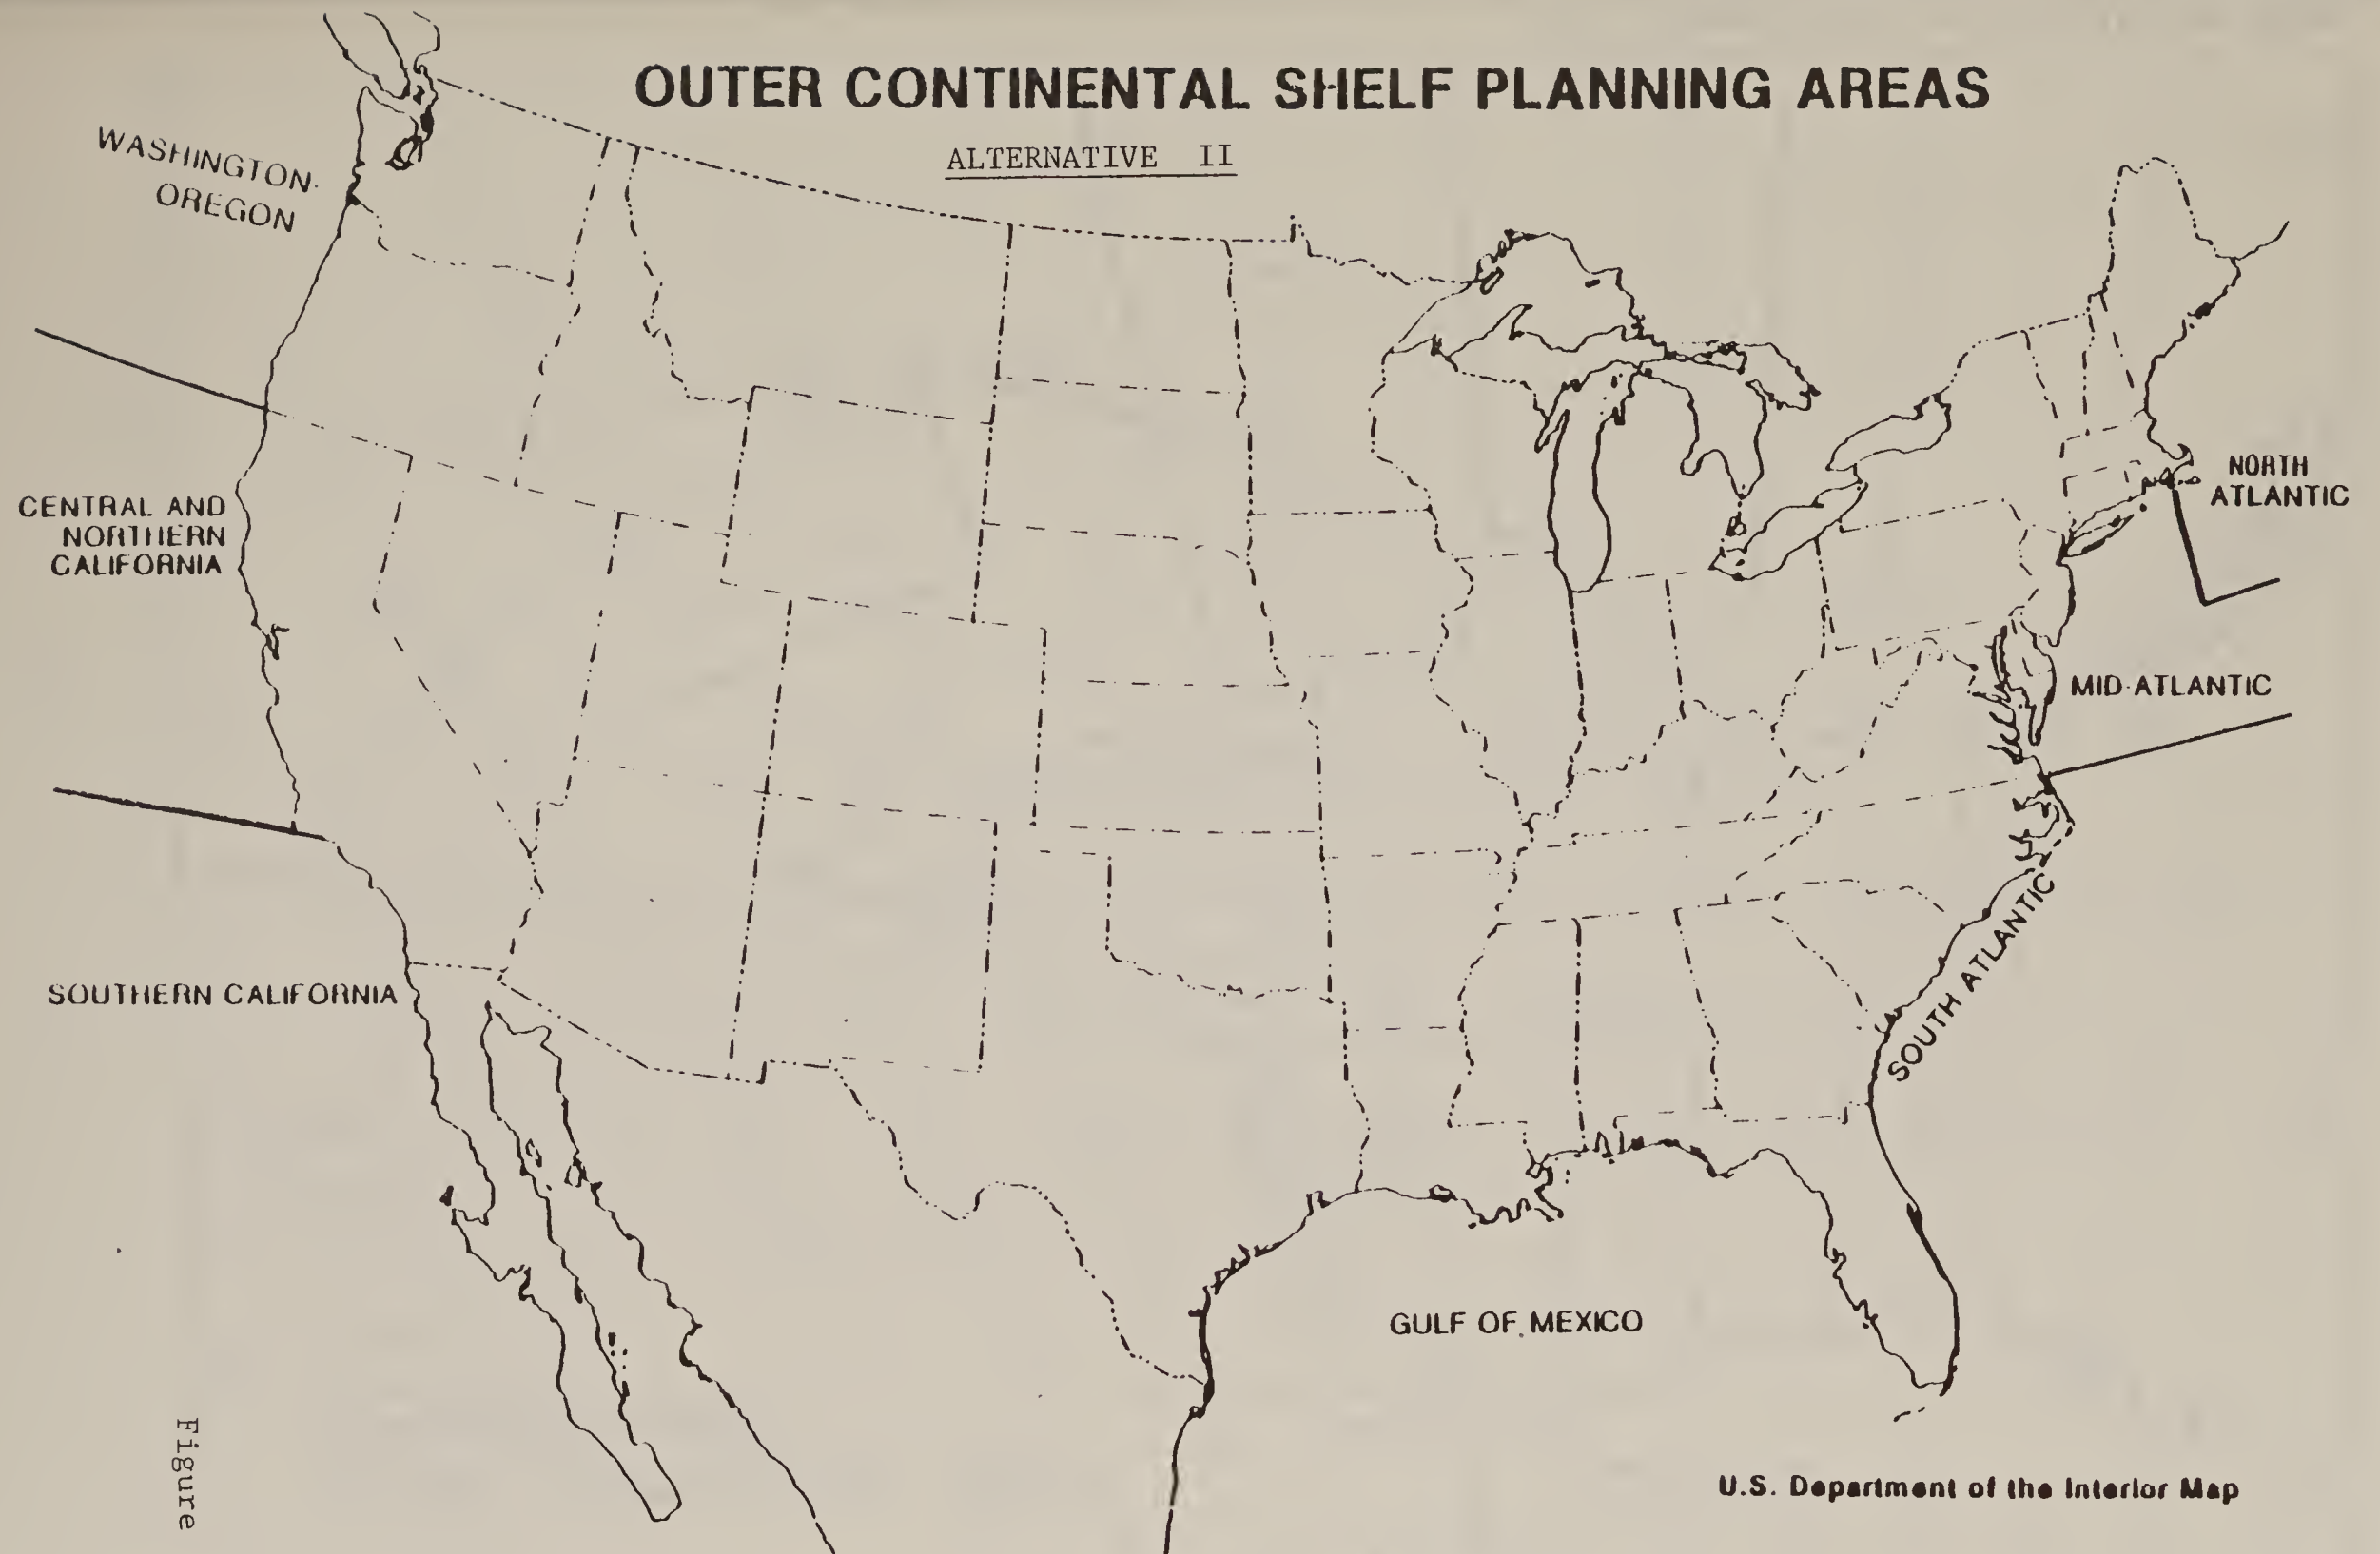 OUTER CONTINENTAL SHELF PLANNING AREAS
ALTERNATIVE II
WASHINGTON-
OREGON
CENTRAL AND
NORTHERN
CALIFORNIA
NORTH
ATLANTIC
MID-ATLANTIC
SOUTH ATLANTIC
SOUTHERN CALIFORNIA
GULF OF MEXICO
Figure
U.S. Department of the Interior Map